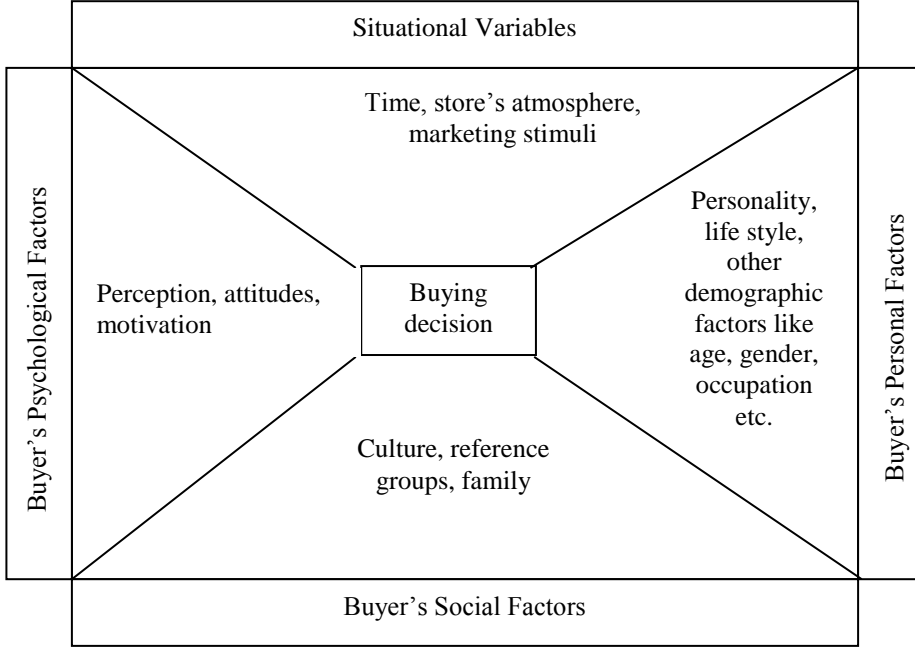 Situational Variables
Time, store’s atmosphere,
marketing stimuli
Buyer’s Psychological Factors
Perception, attitudes,
motivation
Buying
decision
Personality,
life style,
other
demographic
factors like
age, gender,
occupation
etc.
Buyer’s Personal Factors
Culture, reference
groups, family
Buyer’s Social Factors